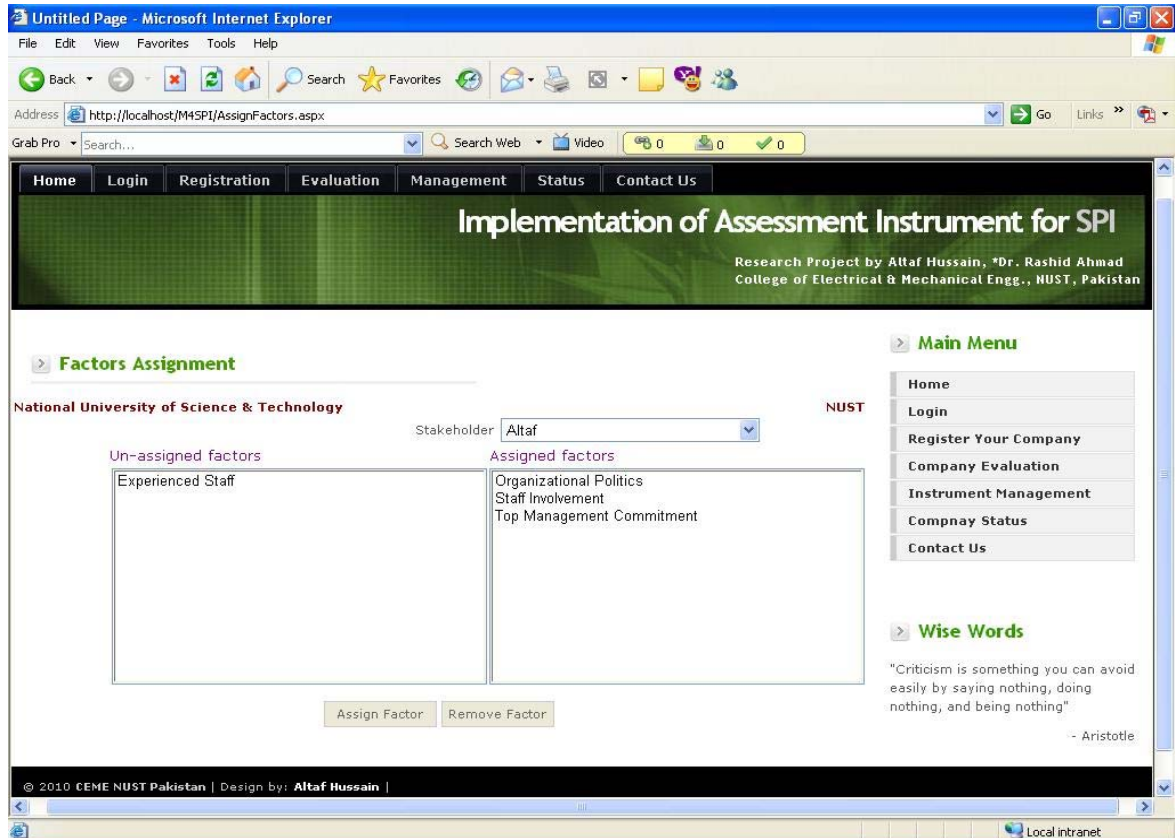 Untitled Page - Microsoft Internet Explorer
File Edit View Favorites Tools Help
Back Search Favorites
Address http://localhost/M4SPI/AssignFactors.aspx Go Links »
Grab Pro Search... Search Web Video 0 0 0
Home Login Registration Evaluation Management Status Contact Us
Implementation of Assessment Instrument for SPI
Research Project by Altaf Hussain, *Dr. Rashid Ahmad
College of Electrical & Mechanical Engg., NUST, Pakistan
Factors Assignment
National University of Science & Technology NUST
Stakeholder Altaf
Un-assigned factors Assigned factors
Experienced Staff
Organizational Politics
Staff Involvement
Top Management Commitment
Assign Factor Remove Factor
Main Menu
Home
Login
Register Your Company
Company Evaluation
Instrument Management
Compnay Status
Contact Us
Wise Words
"Criticism is something you can avoid
easily by saying nothing, doing
nothing, and being nothing"
- Aristotle
© 2010 CEME NUST Pakistan | Design by: Altaf Hussain |
Local intranet